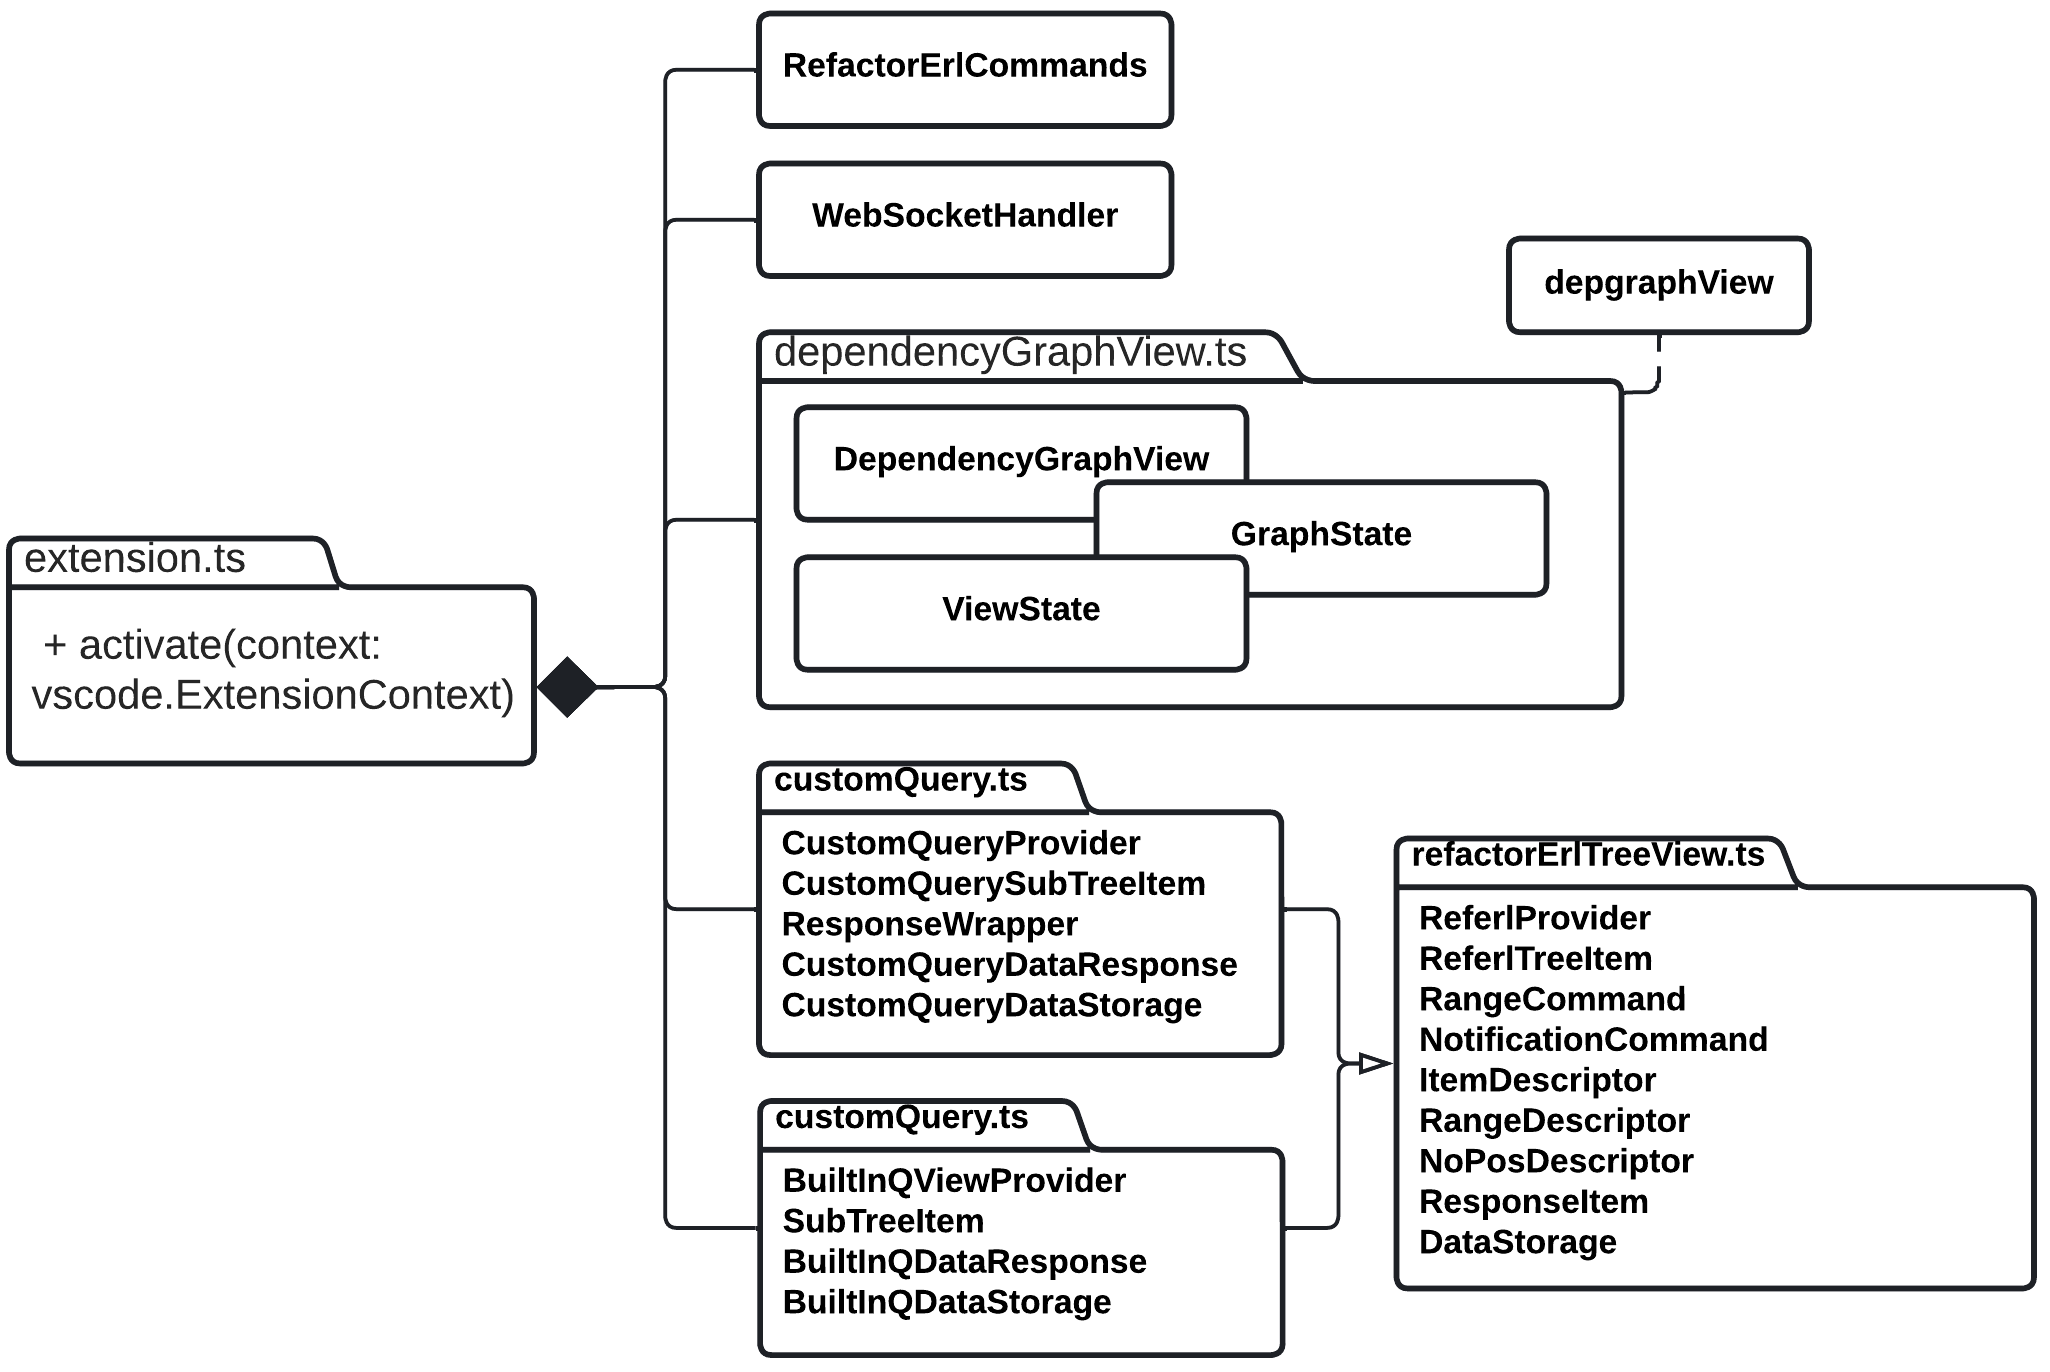 RefactorErlCommands
WebSocketHandler
depgraphView
dependencyGraphView.ts
DependencyGraphView
GraphState
ViewState
extension.ts
+ activate(context:
vscode.ExtensionContext)
customQuery.ts
CustomQueryProvider
CustomQuerySubTreeItem
ResponseWrapper
CustomQueryDataResponse
CustomQueryDataStorage
customQuery.ts
BuiltInQViewProvider
SubTreeItem
BuiltInQDataResponse
BuiltInQDataStorage
refactorErlTreeView.ts
ReferlProvider
ReferlTreeItem
RangeCommand
NotificationCommand
ItemDescriptor
RangeDescriptor
NoPosDescriptor
ResponseItem
DataStorage